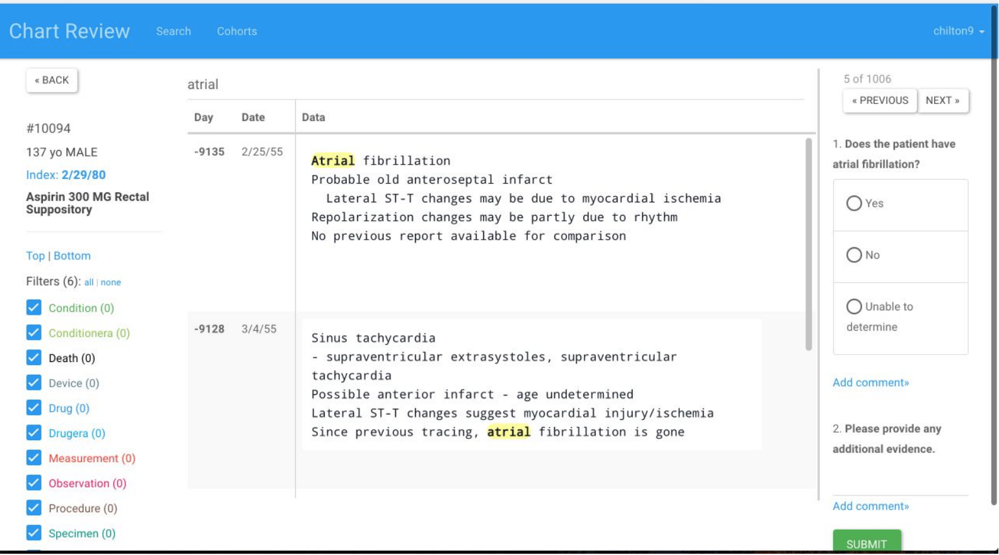 Chart Review Search Cohorts chilton9
« BACK
#10094
137 yo MALE
Index: 2/29/80
Aspirin 300 MG Rectal
Suppository
Top | Bottom
Filters (6): all | none
Condition (0)
Conditionera (0)
Death (0)
Device (0)
Drug (0)
Drugera (0)
Measurement (0)
Observation (0)
Procedure (0)
Specimen (0)
atrial
Day Date Data
-9135 2/25/55
Atrial fibrillation
Probable old anteroseptal infarct
Lateral ST-T changes may be due to myocardial ischemia
Repolarization changes may be partly due to rhythm
No previous report available for comparison
-9128 3/4/55
Sinus tachycardia
- supraventricular extrasystoles, supraventricular
tachycardia
Possible anterior infarct - age undetermined
Lateral ST-T changes suggest myocardial injury/ischemia
Since previous tracing, atrial fibrillation is gone
5 of 1006
« PREVIOUS NEXT »
1. Does the patient have
atrial fibrillation?
Yes
No
Unable to
determine
Add comment»
2. Please provide any
additional evidence.
Add comment»
SUBMIT